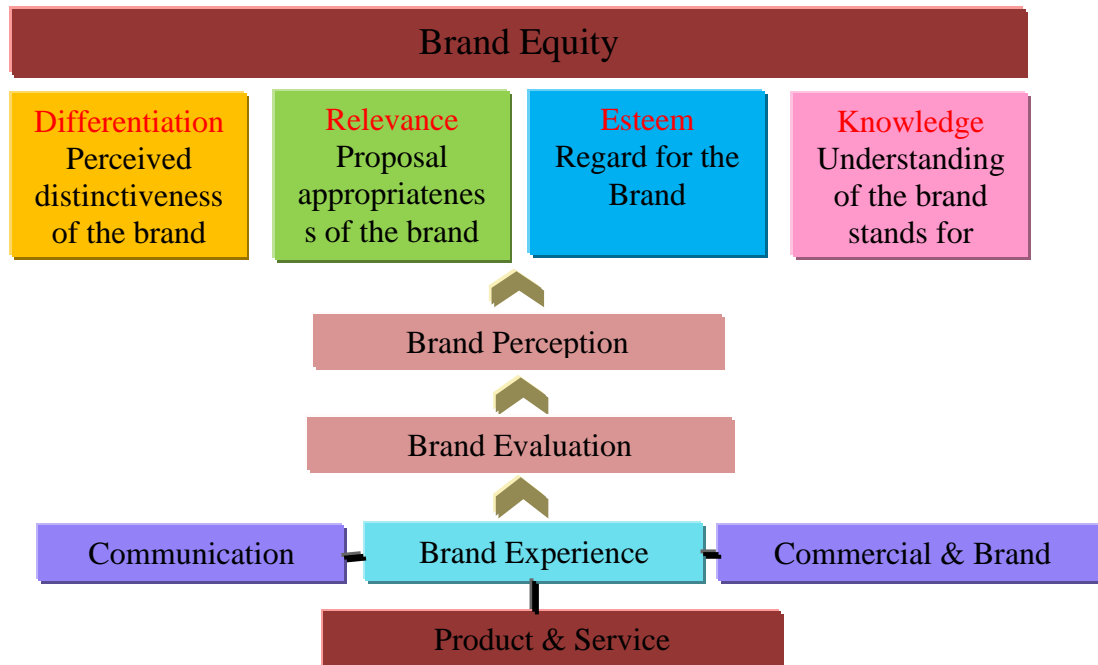 Brand Equity
Differentiation
Perceived
distinctiveness
of the brand
Relevance
Proposal
appropriatenes
s of the brand
Esteem
Regard for the
Brand
Knowledge
Understanding
of the brand
stands for
Brand Perception
Brand Evaluation
Communication
Brand Experience
Commercial & Brand
Product & Service